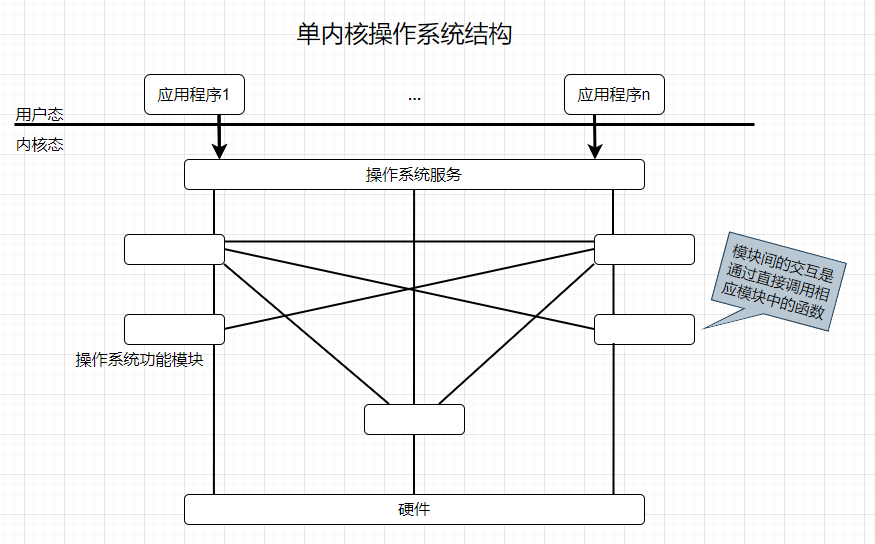 单内核操作系统结构
应用程序1
...
应用程序n
用户态
内核态
操作系统服务
模块间的交互是
通过直接调用相
应模块中的函数
操作系统功能模块
硬件